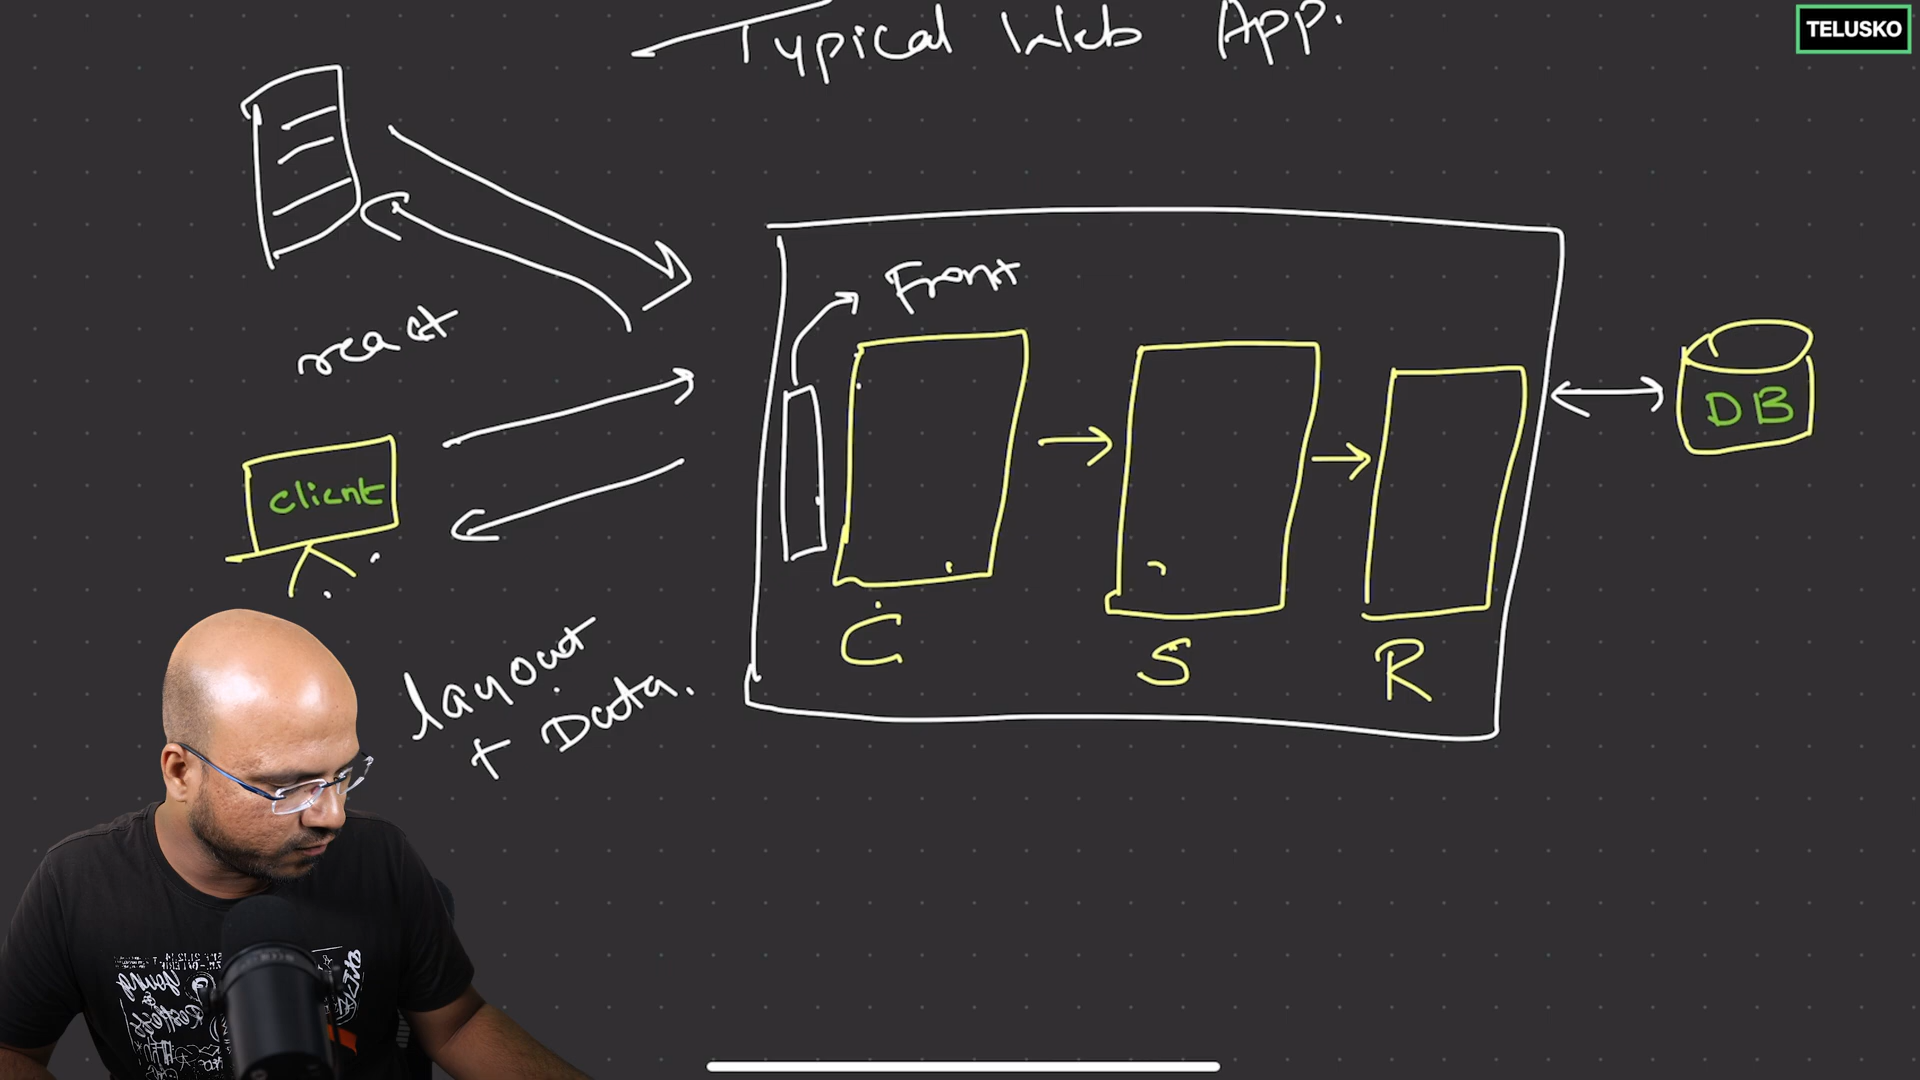 Typical Web App.
TELUSKO
Front
react
DB
client
C
S
R
layout
+ Data.